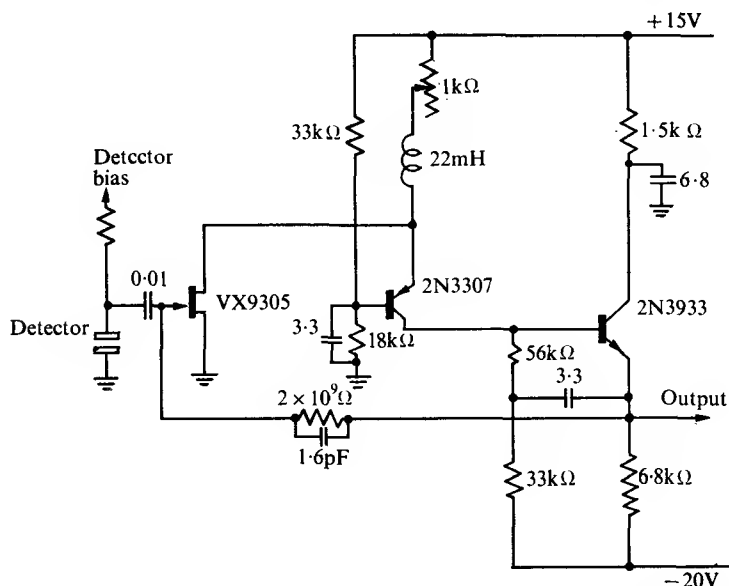 +15V
1kΩ
33kΩ
1·5k Ω
22mH
Detector
bias
6·8
0·01
2N3307
VX9305
2N3933
Detector
3·3
18kΩ
56kΩ
3·3
Output
2 × 10⁹Ω
1·6pF
33kΩ
6·8kΩ
−20V